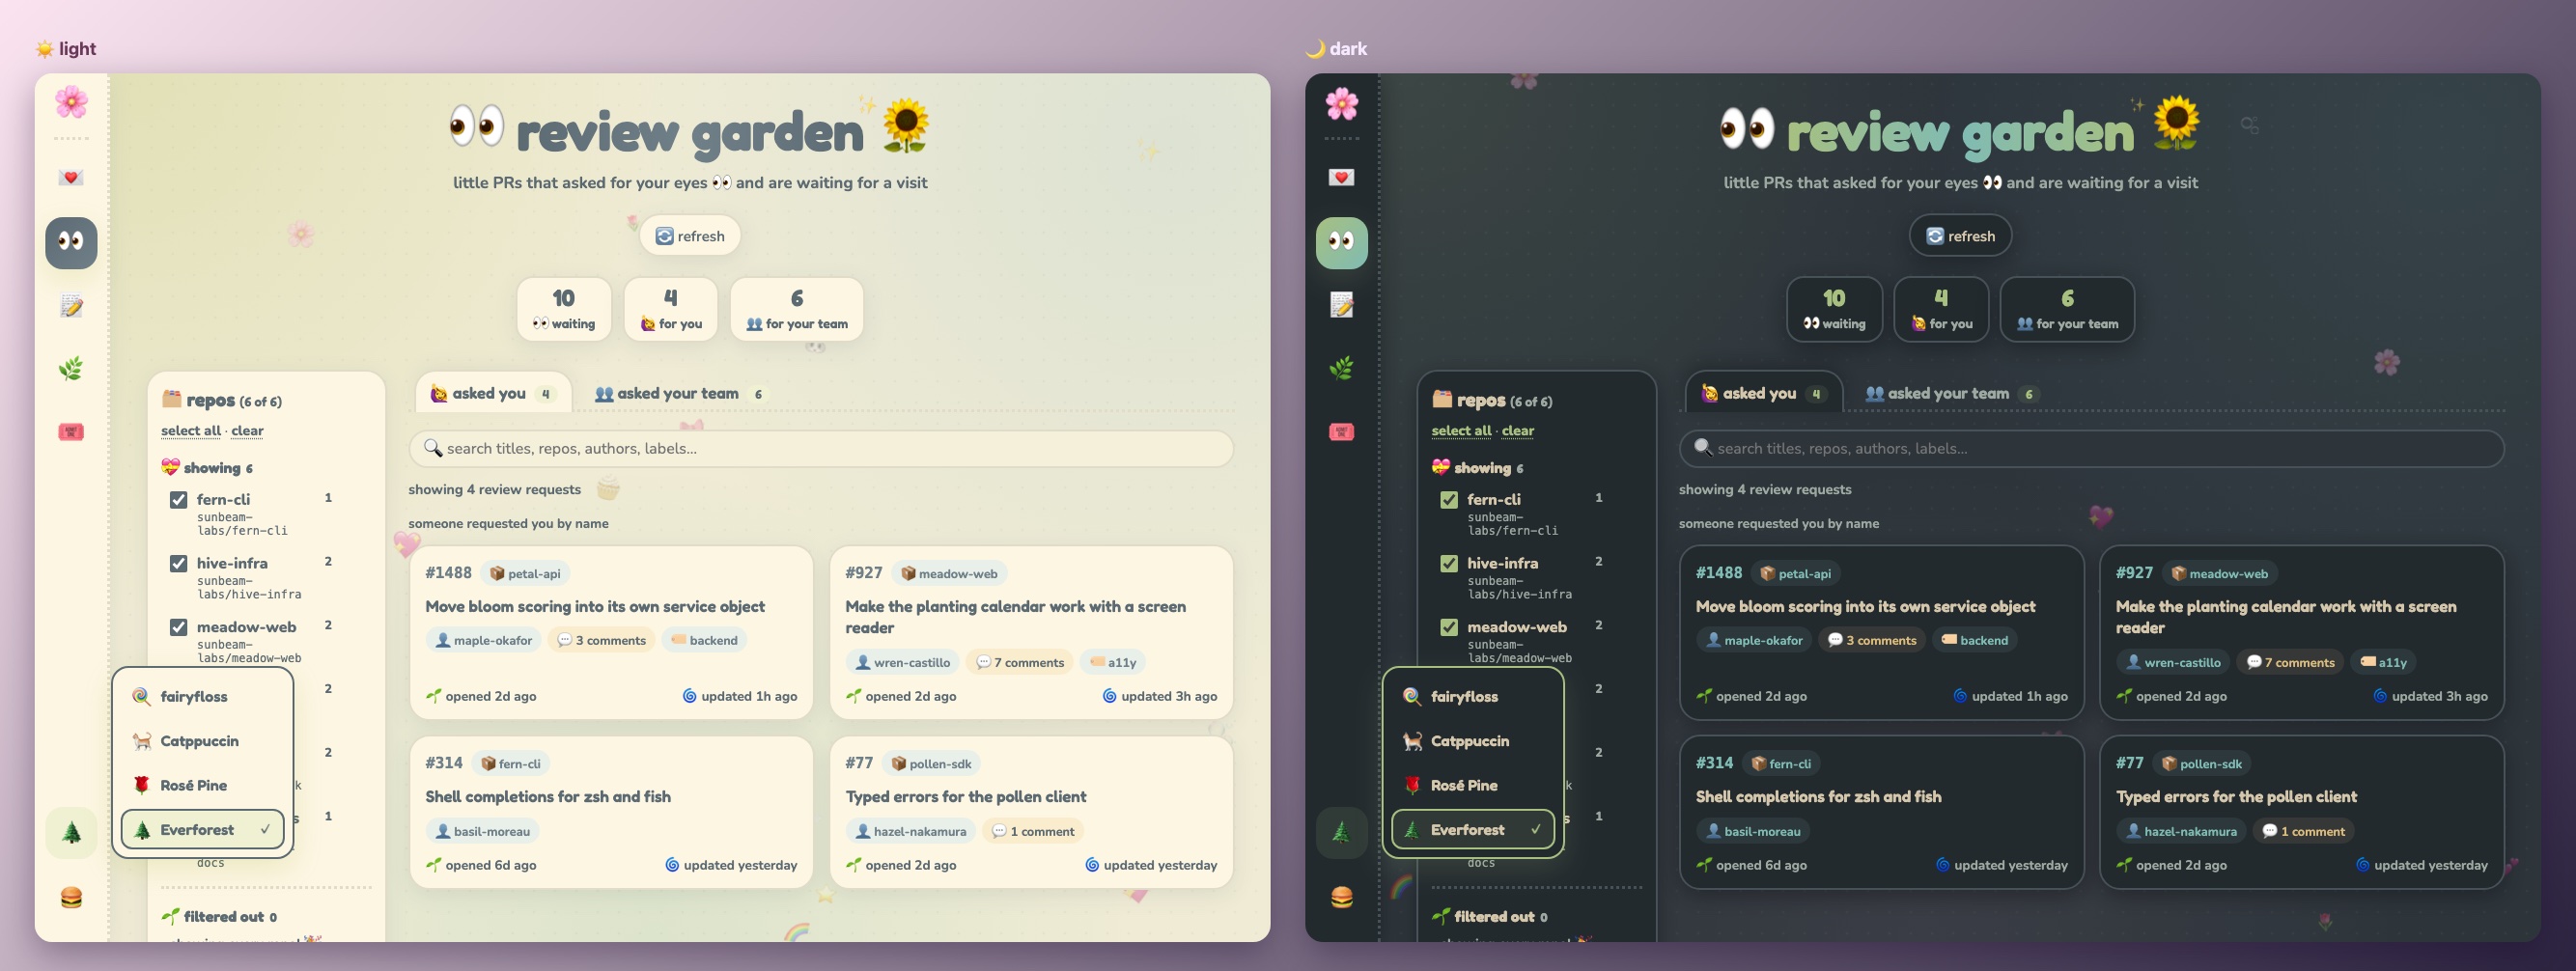 light
review garden
little PRs that asked for your eyes and are waiting for a visit
refresh
10
waiting
4
for you
6
for your team
repos (6 of 6)
select all · clear
showing 6
fern-cli 1
sunbeam-
labs/fern-cli
hive-infra 2
sunbeam-
labs/hive-infra
meadow-web 2
sunbeam-
labs/meadow-web
2
2
1
docs
filtered out 0
fairyfloss
Catppuccin
Rosé Pine
Everforest ✓
asked you 4
asked your team 6
search titles, repos, authors, labels...
showing 4 review requests
someone requested you by name
#1488 petal-api
Move bloom scoring into its own service object
maple-okafor 3 comments backend
opened 2d ago updated 1h ago
#927 meadow-web
Make the planting calendar work with a screen
reader
wren-castillo 7 comments a11y
opened 2d ago updated 3h ago
#314 fern-cli
Shell completions for zsh and fish
basil-moreau
opened 6d ago updated yesterday
#77 pollen-sdk
Typed errors for the pollen client
hazel-nakamura 1 comment
opened 2d ago updated yesterday
dark
review garden
little PRs that asked for your eyes and are waiting for a visit
refresh
10
waiting
4
for you
6
for your team
repos (6 of 6)
select all · clear
showing 6
fern-cli 1
sunbeam-
labs/fern-cli
hive-infra 2
sunbeam-
labs/hive-infra
meadow-web 2
sunbeam-
labs/meadow-web
2
2
1
docs
filtered out 0
fairyfloss
Catppuccin
Rosé Pine
Everforest ✓
asked you 4
asked your team 6
search titles, repos, authors, labels...
showing 4 review requests
someone requested you by name
#1488 petal-api
Move bloom scoring into its own service object
maple-okafor 3 comments backend
opened 2d ago updated 1h ago
#927 meadow-web
Make the planting calendar work with a screen
reader
wren-castillo 7 comments a11y
opened 2d ago updated 3h ago
#314 fern-cli
Shell completions for zsh and fish
basil-moreau
opened 6d ago updated yesterday
#77 pollen-sdk
Typed errors for the pollen client
hazel-nakamura 1 comment
opened 2d ago updated yesterday